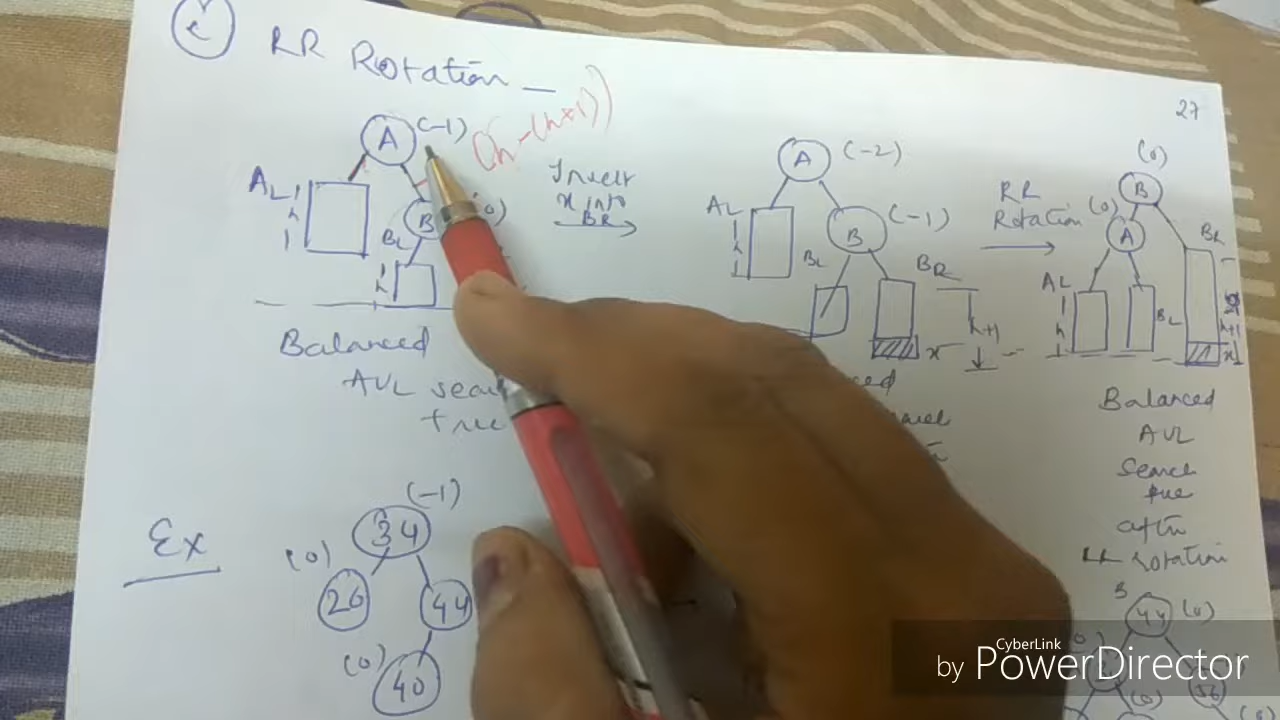 RR Rotation
27
A (-1) (h-(h+1))
AL h
B
BL h
Insert
x into
BR
A (-2)
AL h
B (-1)
BL BR
h+1
x
RR
Rotation
(0)
B
(0)
A
BR
AL h
BL
h+1
x
Balanced
AVL
tree
Balanced
AVL
Search
tree
after
RR rotation
Ex
(-1)
34
(0)
26 44
(0)
40
44 (0)
56
(0)
CyberLink
by PowerDirector